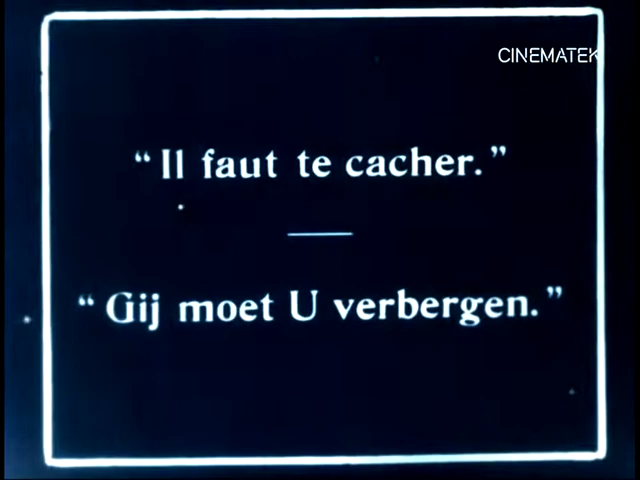 CINEMATEK
“Il faut te cacher.”
“Gij moet U verbergen.”